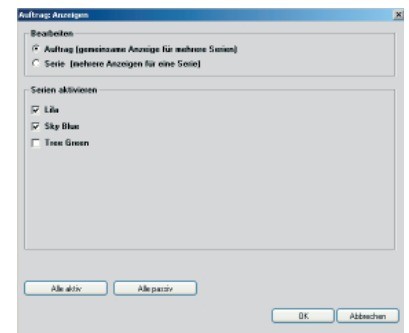 Auftrag: Anzeigen
Bearbeiten
Auftrag (gemeinsame Anzeige für mehrere Serien)
Serie (mehrere Anzeigen für eine Serie)
Serien aktivieren
Lila
Sky Blue
Tree Green
Alle aktiv
Alle passiv
OK
Abbrechen